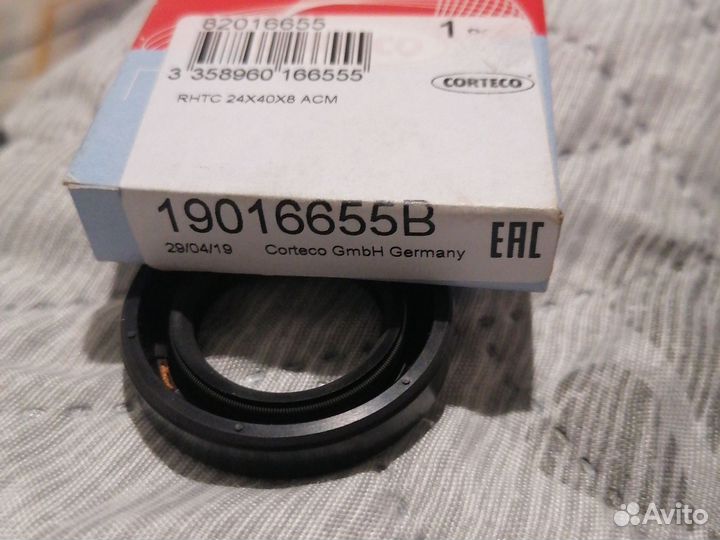 82016655
1
3 358960 166555
CORTECO
RHTC 24X40X8 ACM
19016655B
29/04/19 Corteco GmbH Germany
EAC
Avito